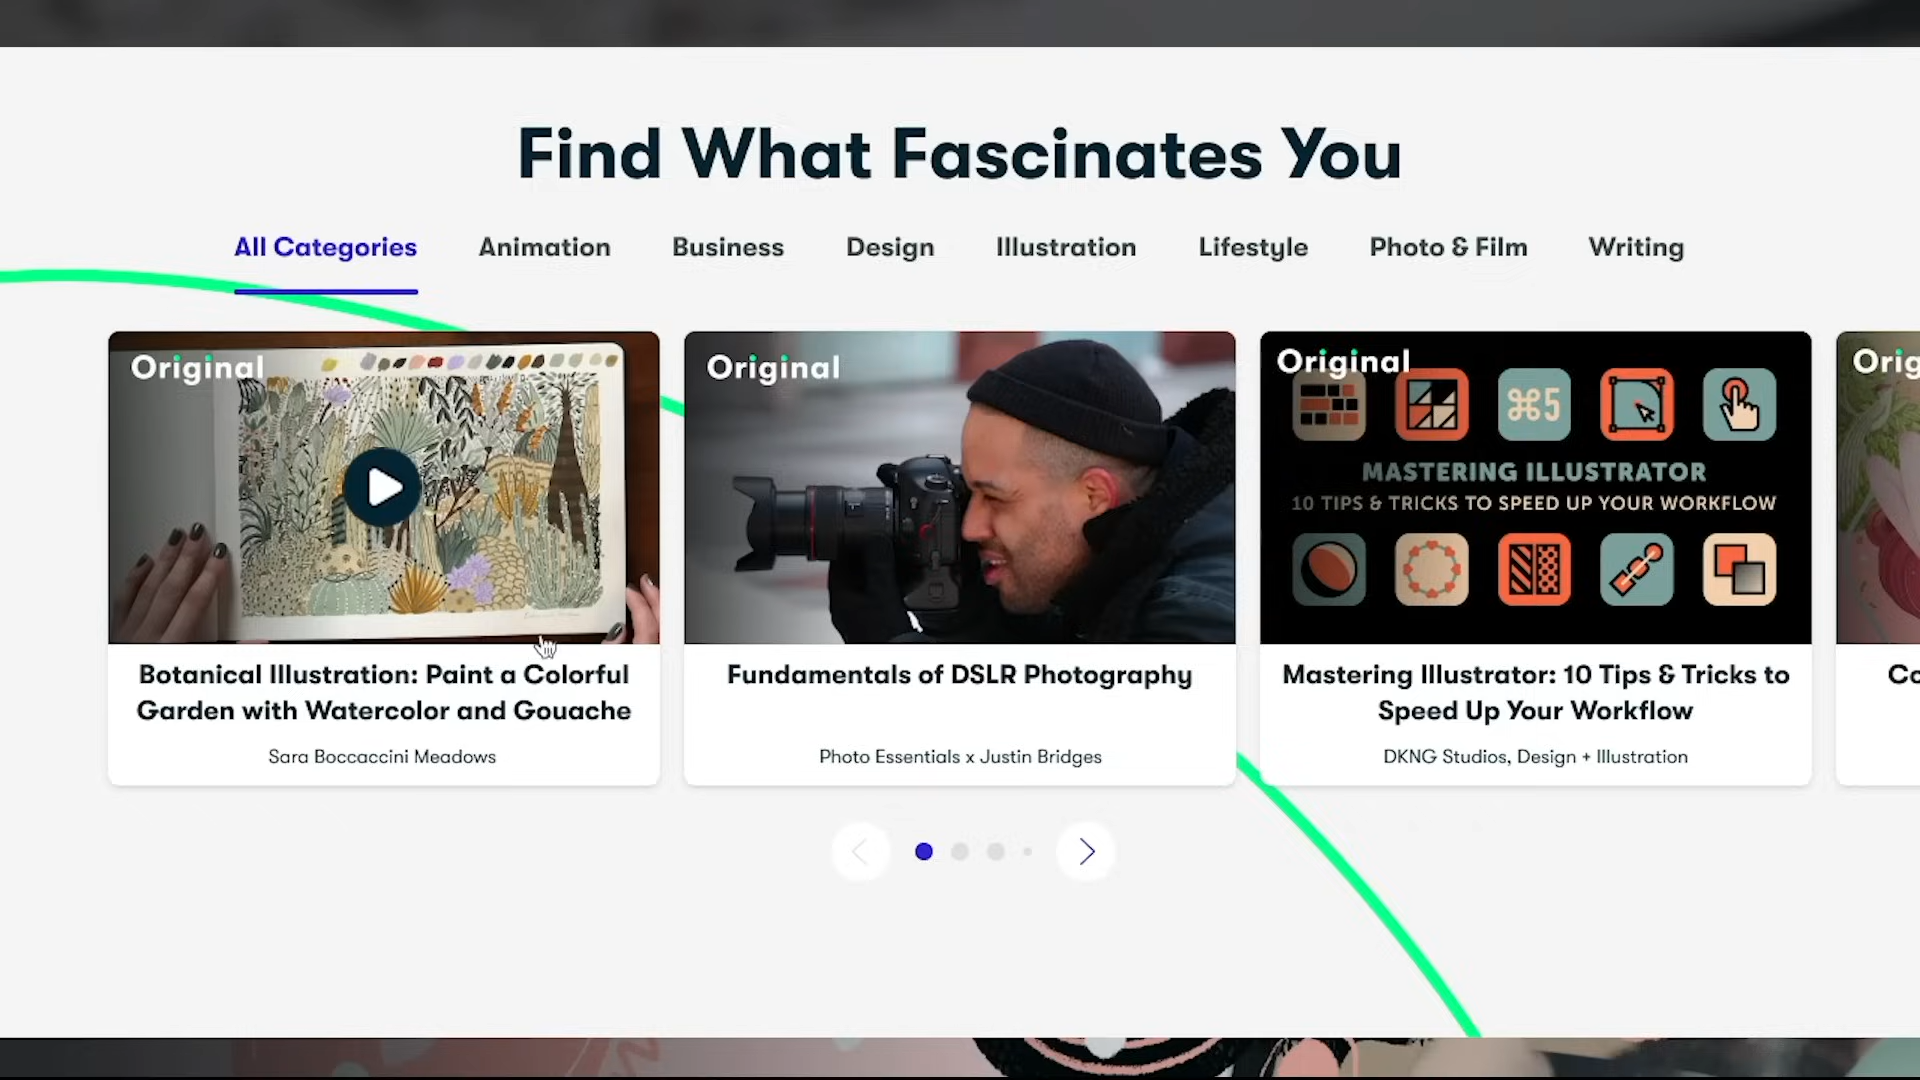 Find What Fascinates You
All Categories Animation Business Design Illustration Lifestyle Photo & Film Writing
Original
Botanical Illustration: Paint a Colorful
Garden with Watercolor and Gouache
Sara Boccaccini Meadows
Original
Fundamentals of DSLR Photography
Photo Essentials x Justin Bridges
Original
⌘5
MASTERING ILLUSTRATOR
10 TIPS & TRICKS TO SPEED UP YOUR WORKFLOW
Mastering Illustrator: 10 Tips & Tricks to
Speed Up Your Workflow
DKNG Studios, Design + Illustration
Orig
Co